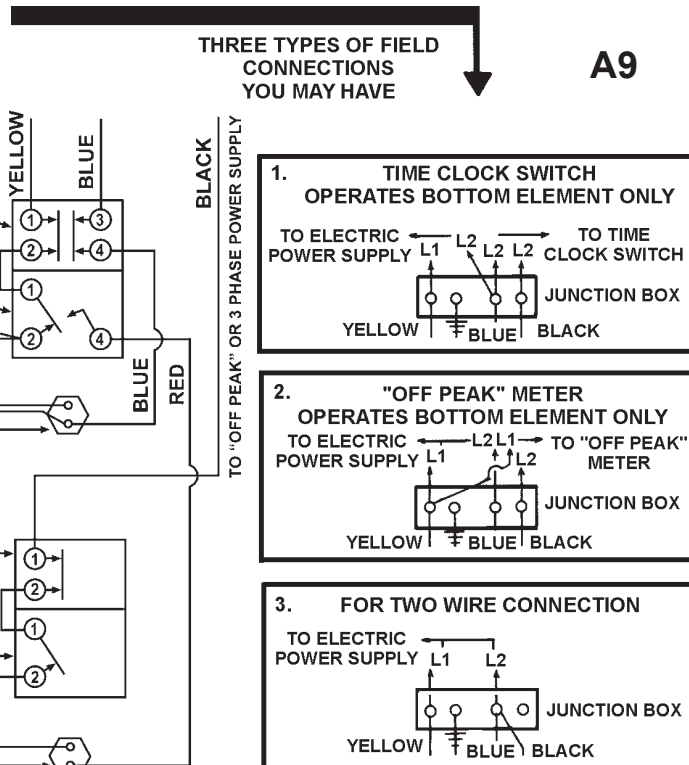 THREE TYPES OF FIELD
CONNECTIONS
YOU MAY HAVE
A9
YELLOW
BLUE
BLACK
TO "OFF PEAK" OR 3 PHASE POWER SUPPLY
1
3
2
4
1
2
4
BLUE
RED
1
2
1
2
1. TIME CLOCK SWITCH
OPERATES BOTTOM ELEMENT ONLY
TO ELECTRIC L2 TO TIME
POWER SUPPLY L1 L2 L2 CLOCK SWITCH
JUNCTION BOX
YELLOW BLUE BLACK
2. "OFF PEAK" METER
OPERATES BOTTOM ELEMENT ONLY
TO ELECTRIC L2 L1 TO "OFF PEAK"
POWER SUPPLY L1 L2 METER
JUNCTION BOX
YELLOW BLUE BLACK
3. FOR TWO WIRE CONNECTION
TO ELECTRIC
POWER SUPPLY L1 L2
JUNCTION BOX
YELLOW BLUE BLACK